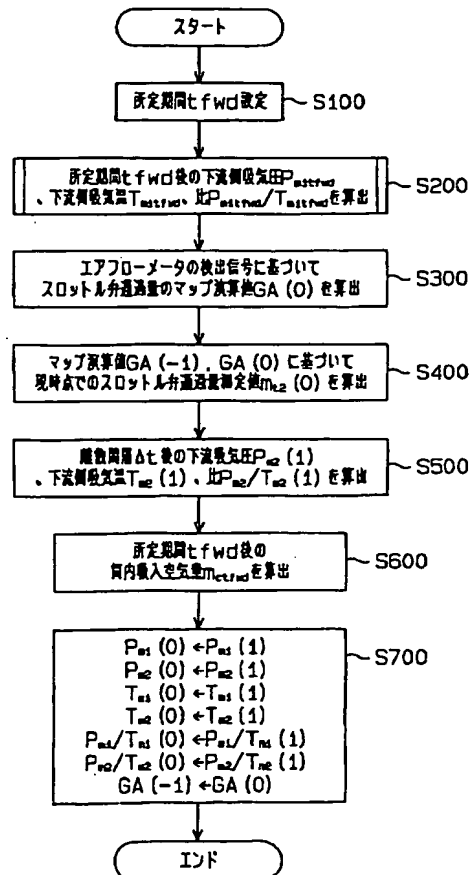 スタート
所定期間tfwd設定
S100
所定期間tfwd後の下流側吸気圧Pm1tfwd
、下流側吸気温Tm1tfwd、比Pm1tfwd/Tm1tfwdを算出
S200
エアフローメータの検出信号に基づいて
スロットル弁通過量のマップ演算値GA(0)を算出
S300
マップ演算値GA(-1),GA(0)に基づいて
現時点でのスロットル弁通過量測定値mt2(0)を算出
S400
離散間隔Δt後の下流吸気圧Pm2(1)
、下流側吸気温Tm2(1)、比Pm2/Tm2(1)を算出
S500
所定期間tfwd後の
筒内吸入空気量mctfwdを算出
S600
Pm1(0)←Pm1(1)
Pm2(0)←Pm2(1)
Tm1(0)←Tm1(1)
Tm2(0)←Tm2(1)
Pm1/Tm1(0)←Pm1/Tm1(1)
Pm2/Tm2(0)←Pm2/Tm2(1)
GA(-1)←GA(0)
S700
エンド